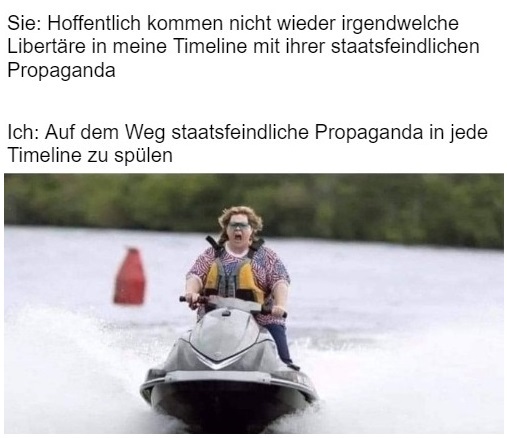 Sie: Hoffentlich kommen nicht wieder irgendwelche
Libertäre in meine Timeline mit ihrer staatsfeindlichen
Propaganda
Ich: Auf dem Weg staatsfeindliche Propaganda in jede
Timeline zu spülen